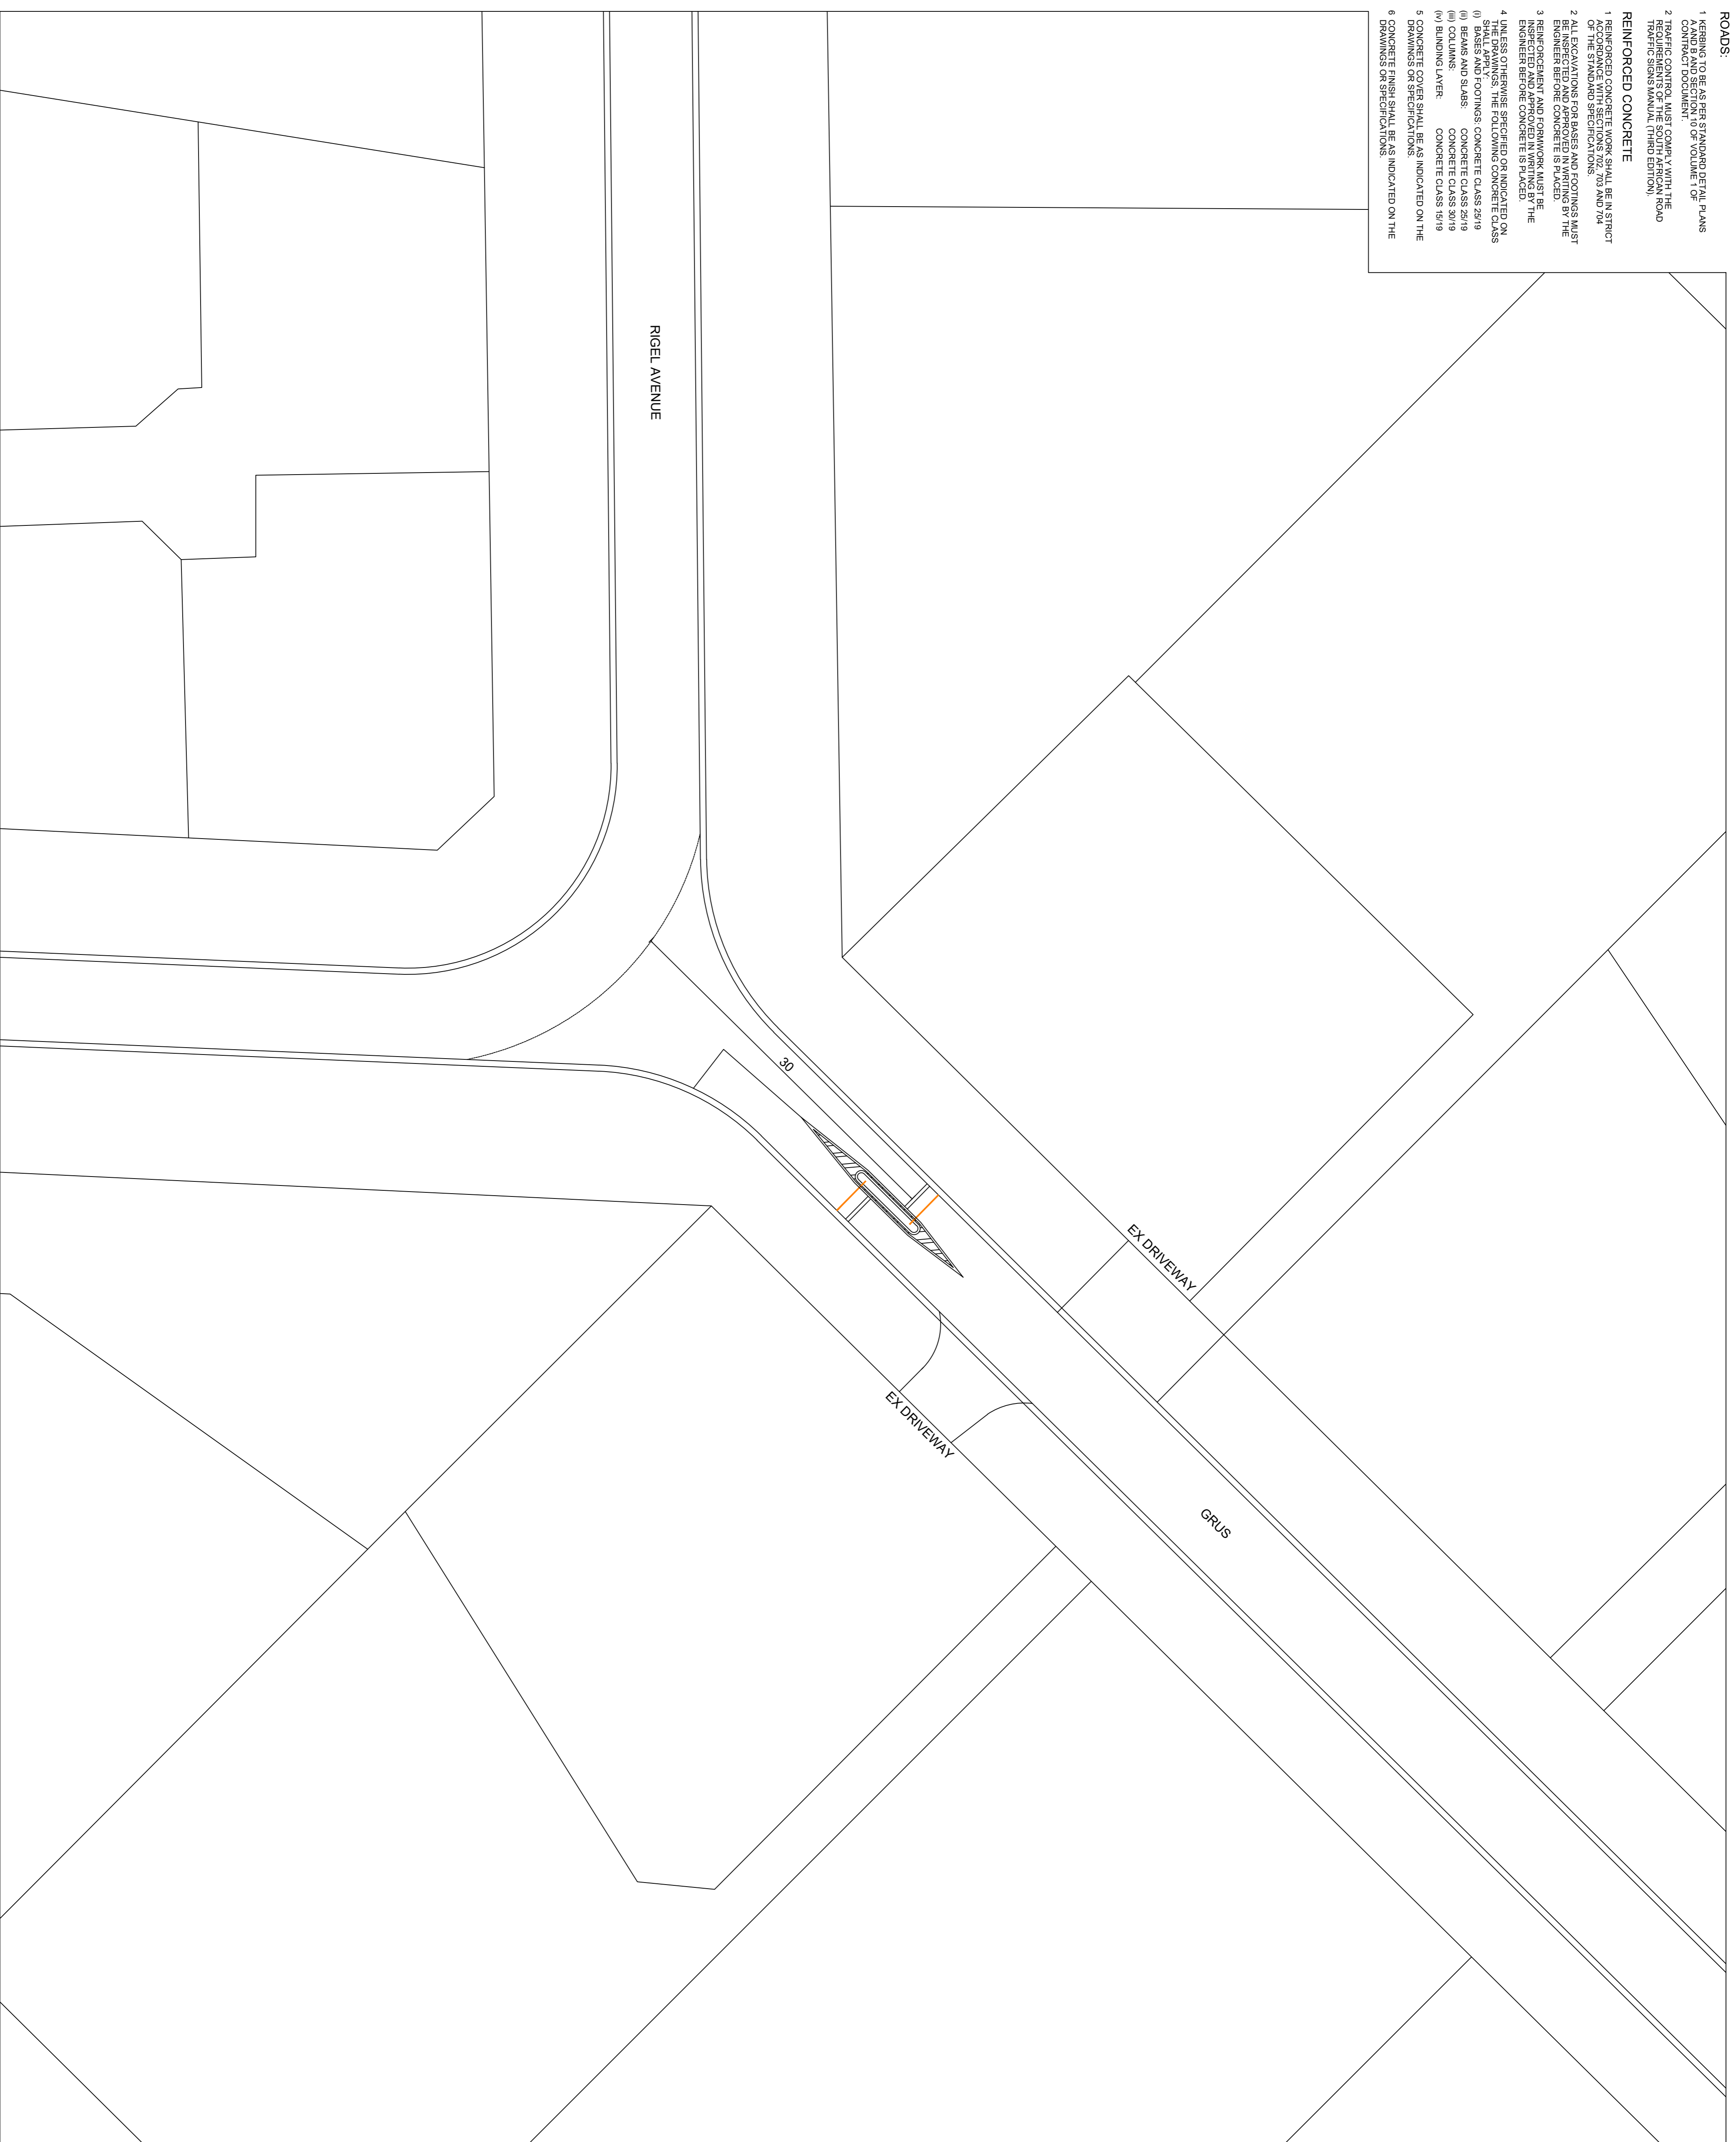 ROADS:
1 KERBING TO BE AS PER STANDARD DETAIL PLANS
A AND B AND SECTION 10 OF VOLUME 1 OF
CONTRACT DOCUMENT.
2 TRAFFIC CONTROL MUST COMPLY WITH THE
REQUIREMENTS OF THE SOUTH AFRICAN ROAD
TRAFFIC SIGNS MANUAL (THIRD EDITION).
REINFORCED CONCRETE
1 REINFORCED CONCRETE WORK SHALL BE IN STRICT
ACCORDANCE WITH SECTIONS 702, 703 AND 704
OF THE STANDARD SPECIFICATIONS.
2 ALL EXCAVATIONS FOR BASES AND FOOTINGS MUST
BE INSPECTED AND APPROVED IN WRITING BY THE
ENGINEER BEFORE CONCRETE IS PLACED.
3 REINFORCEMENT AND FORMWORK MUST BE
INSPECTED AND APPROVED IN WRITING BY THE
ENGINEER BEFORE CONCRETE IS PLACED.
4 UNLESS OTHERWISE SPECIFIED OR INDICATED ON
THE DRAWINGS, THE FOLLOWING CONCRETE CLASS
SHALL APPLY:
(i) BASES AND FOOTINGS: CONCRETE CLASS 25/19
(ii) BEAMS AND SLABS: CONCRETE CLASS 25/19
(iii) COLUMNS: CONCRETE CLASS 30/19
(iv) BLINDING LAYER: CONCRETE CLASS 15/19
5 CONCRETE COVER SHALL BE AS INDICATED ON THE
DRAWINGS OR SPECIFICATIONS.
6 CONCRETE FINISH SHALL BE AS INDICATED ON THE
DRAWINGS OR SPECIFICATIONS.
RIGEL AVENUE
30
EX DRIVEWAY
EX DRIVEWAY
GRUS